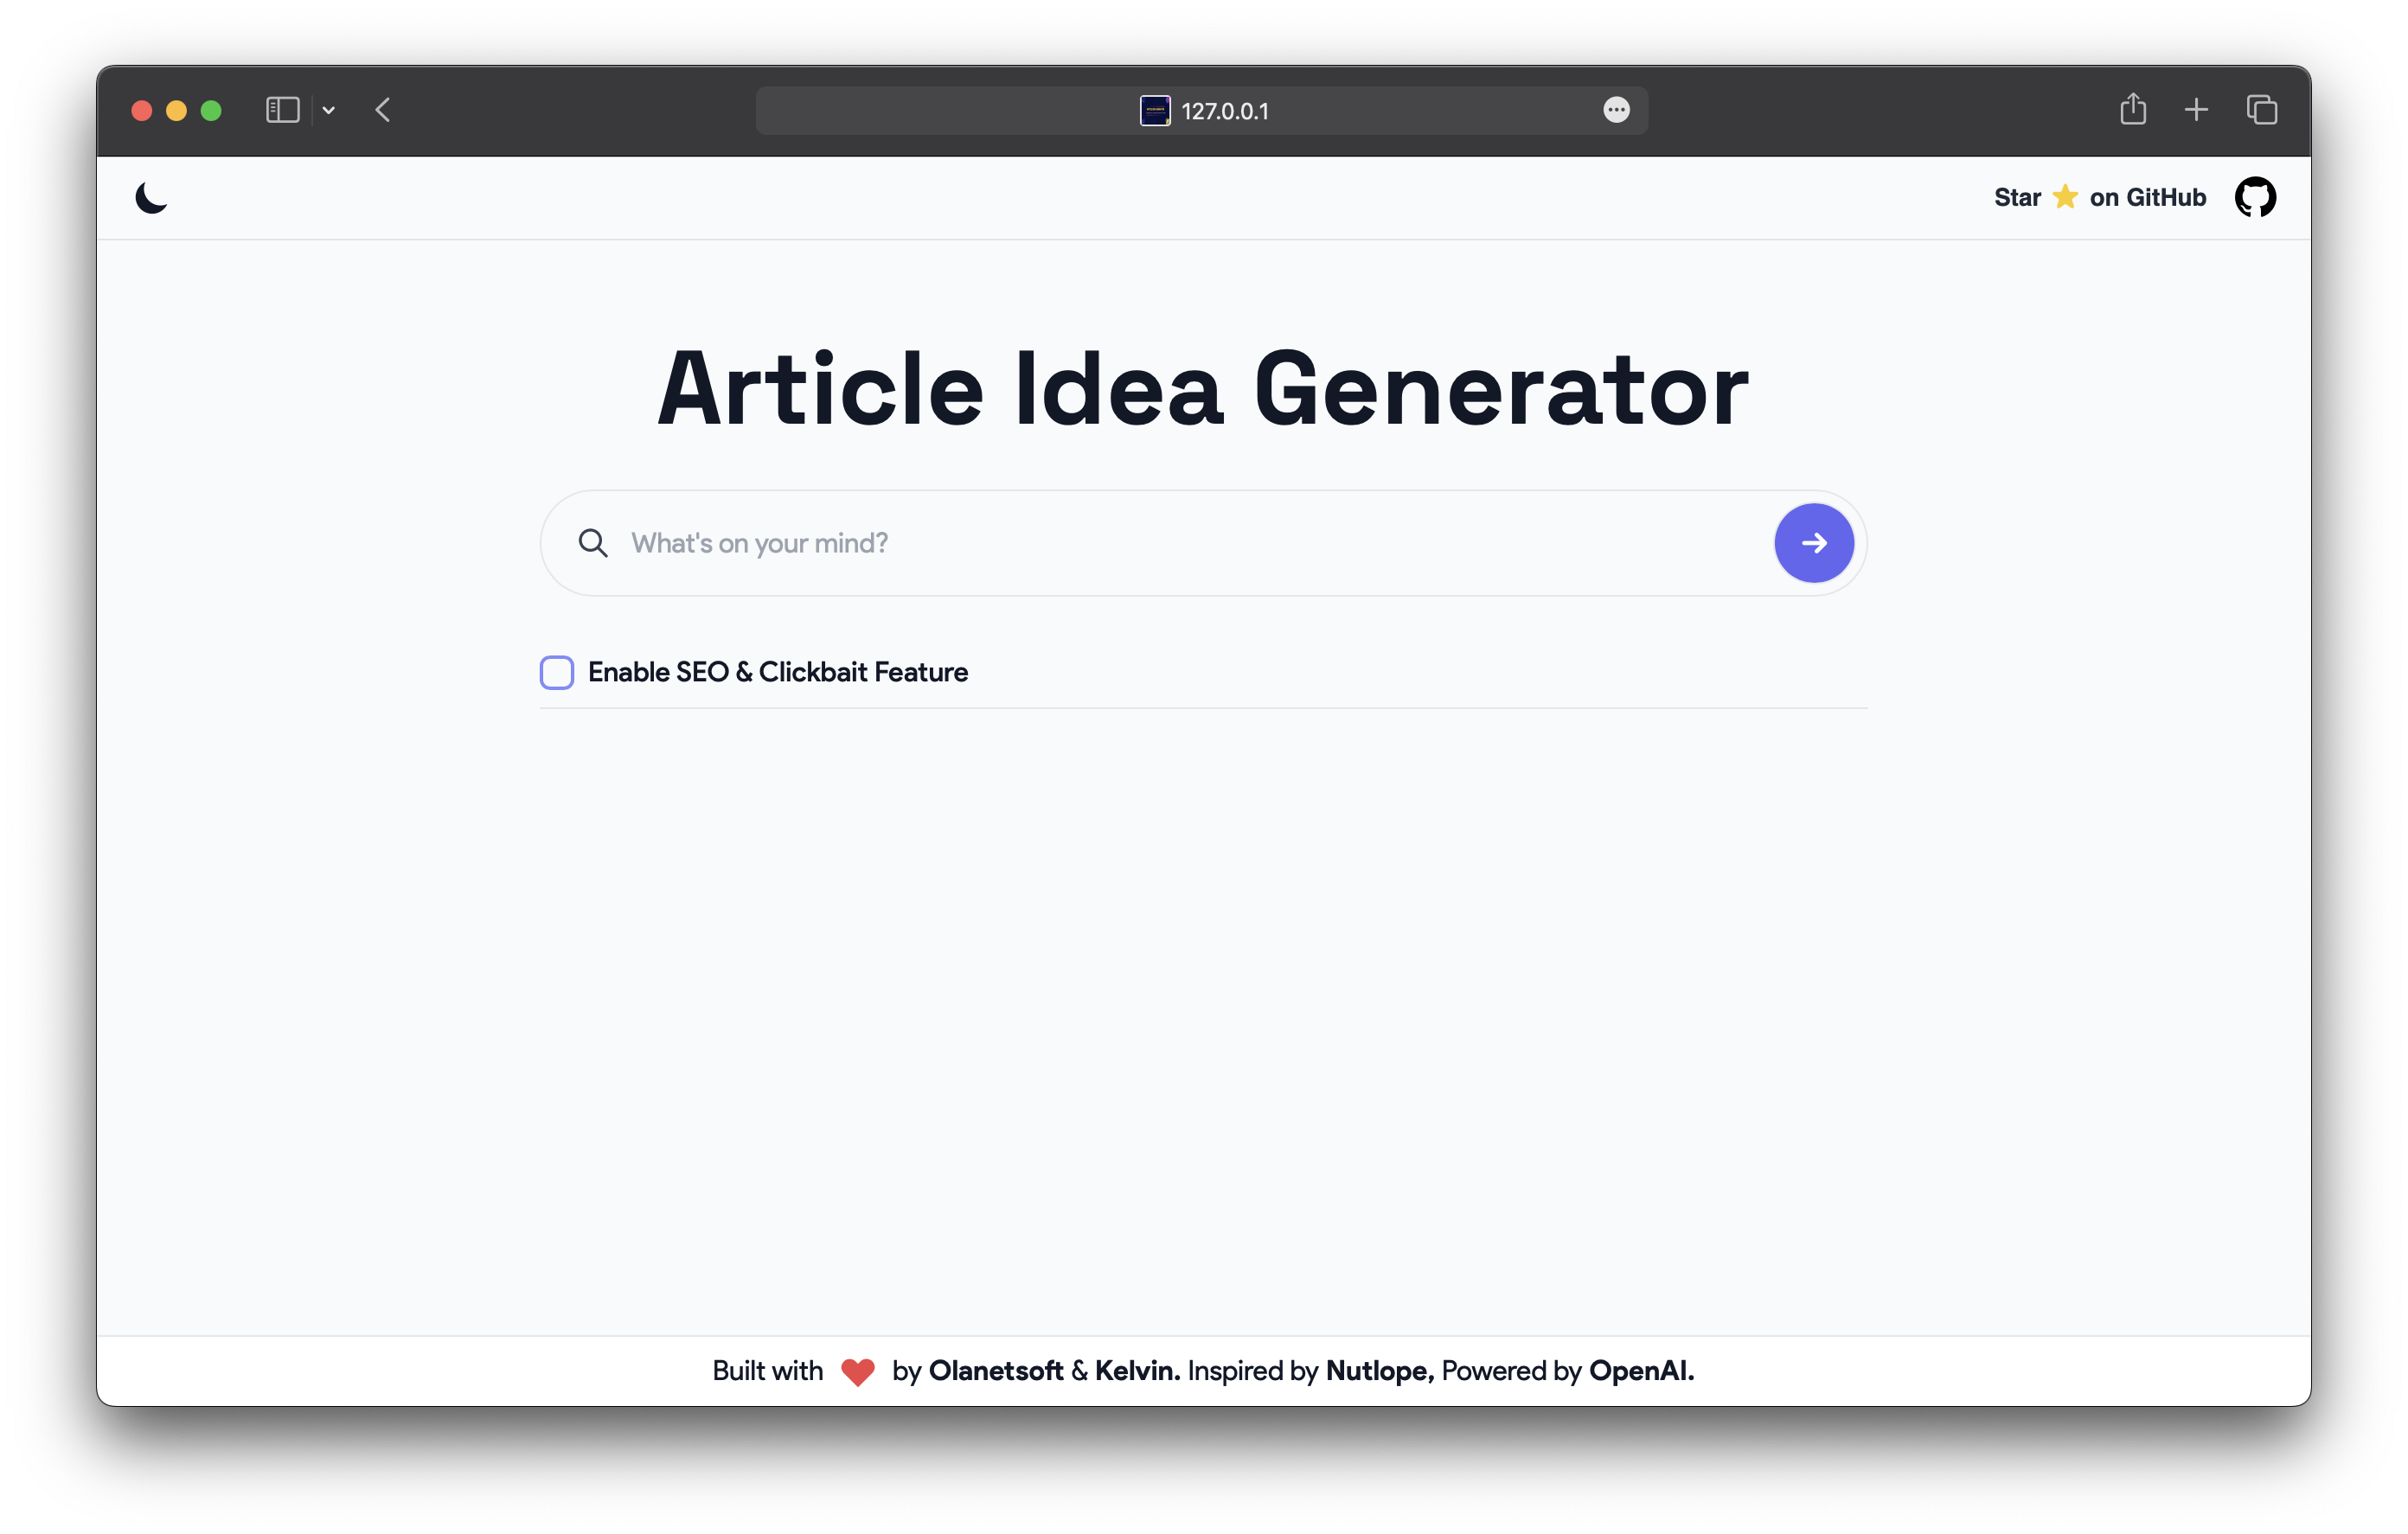 127.0.0.1
Star ⭐ on GitHub
Article Idea Generator
What's on your mind?
Enable SEO & Clickbait Feature
Built with ❤ by Olanetsoft & Kelvin. Inspired by Nutlope, Powered by OpenAI.